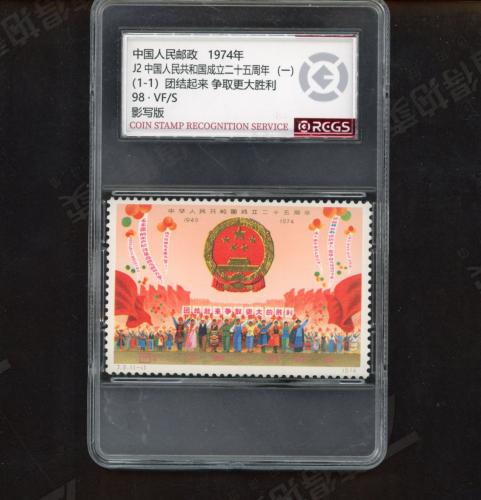 中国人民邮政 1974年
J2 中国人民共和国成立二十五周年 (一)
(1-1) 团结起来 争取更大胜利
98 · VF/S
影写版
COIN STAMP RECOGNITION SERVICE
RCGS
中华人民共和国成立二十五周年
1949 1974
团结起来争取更大的胜利
J.2.(1-1)
1974